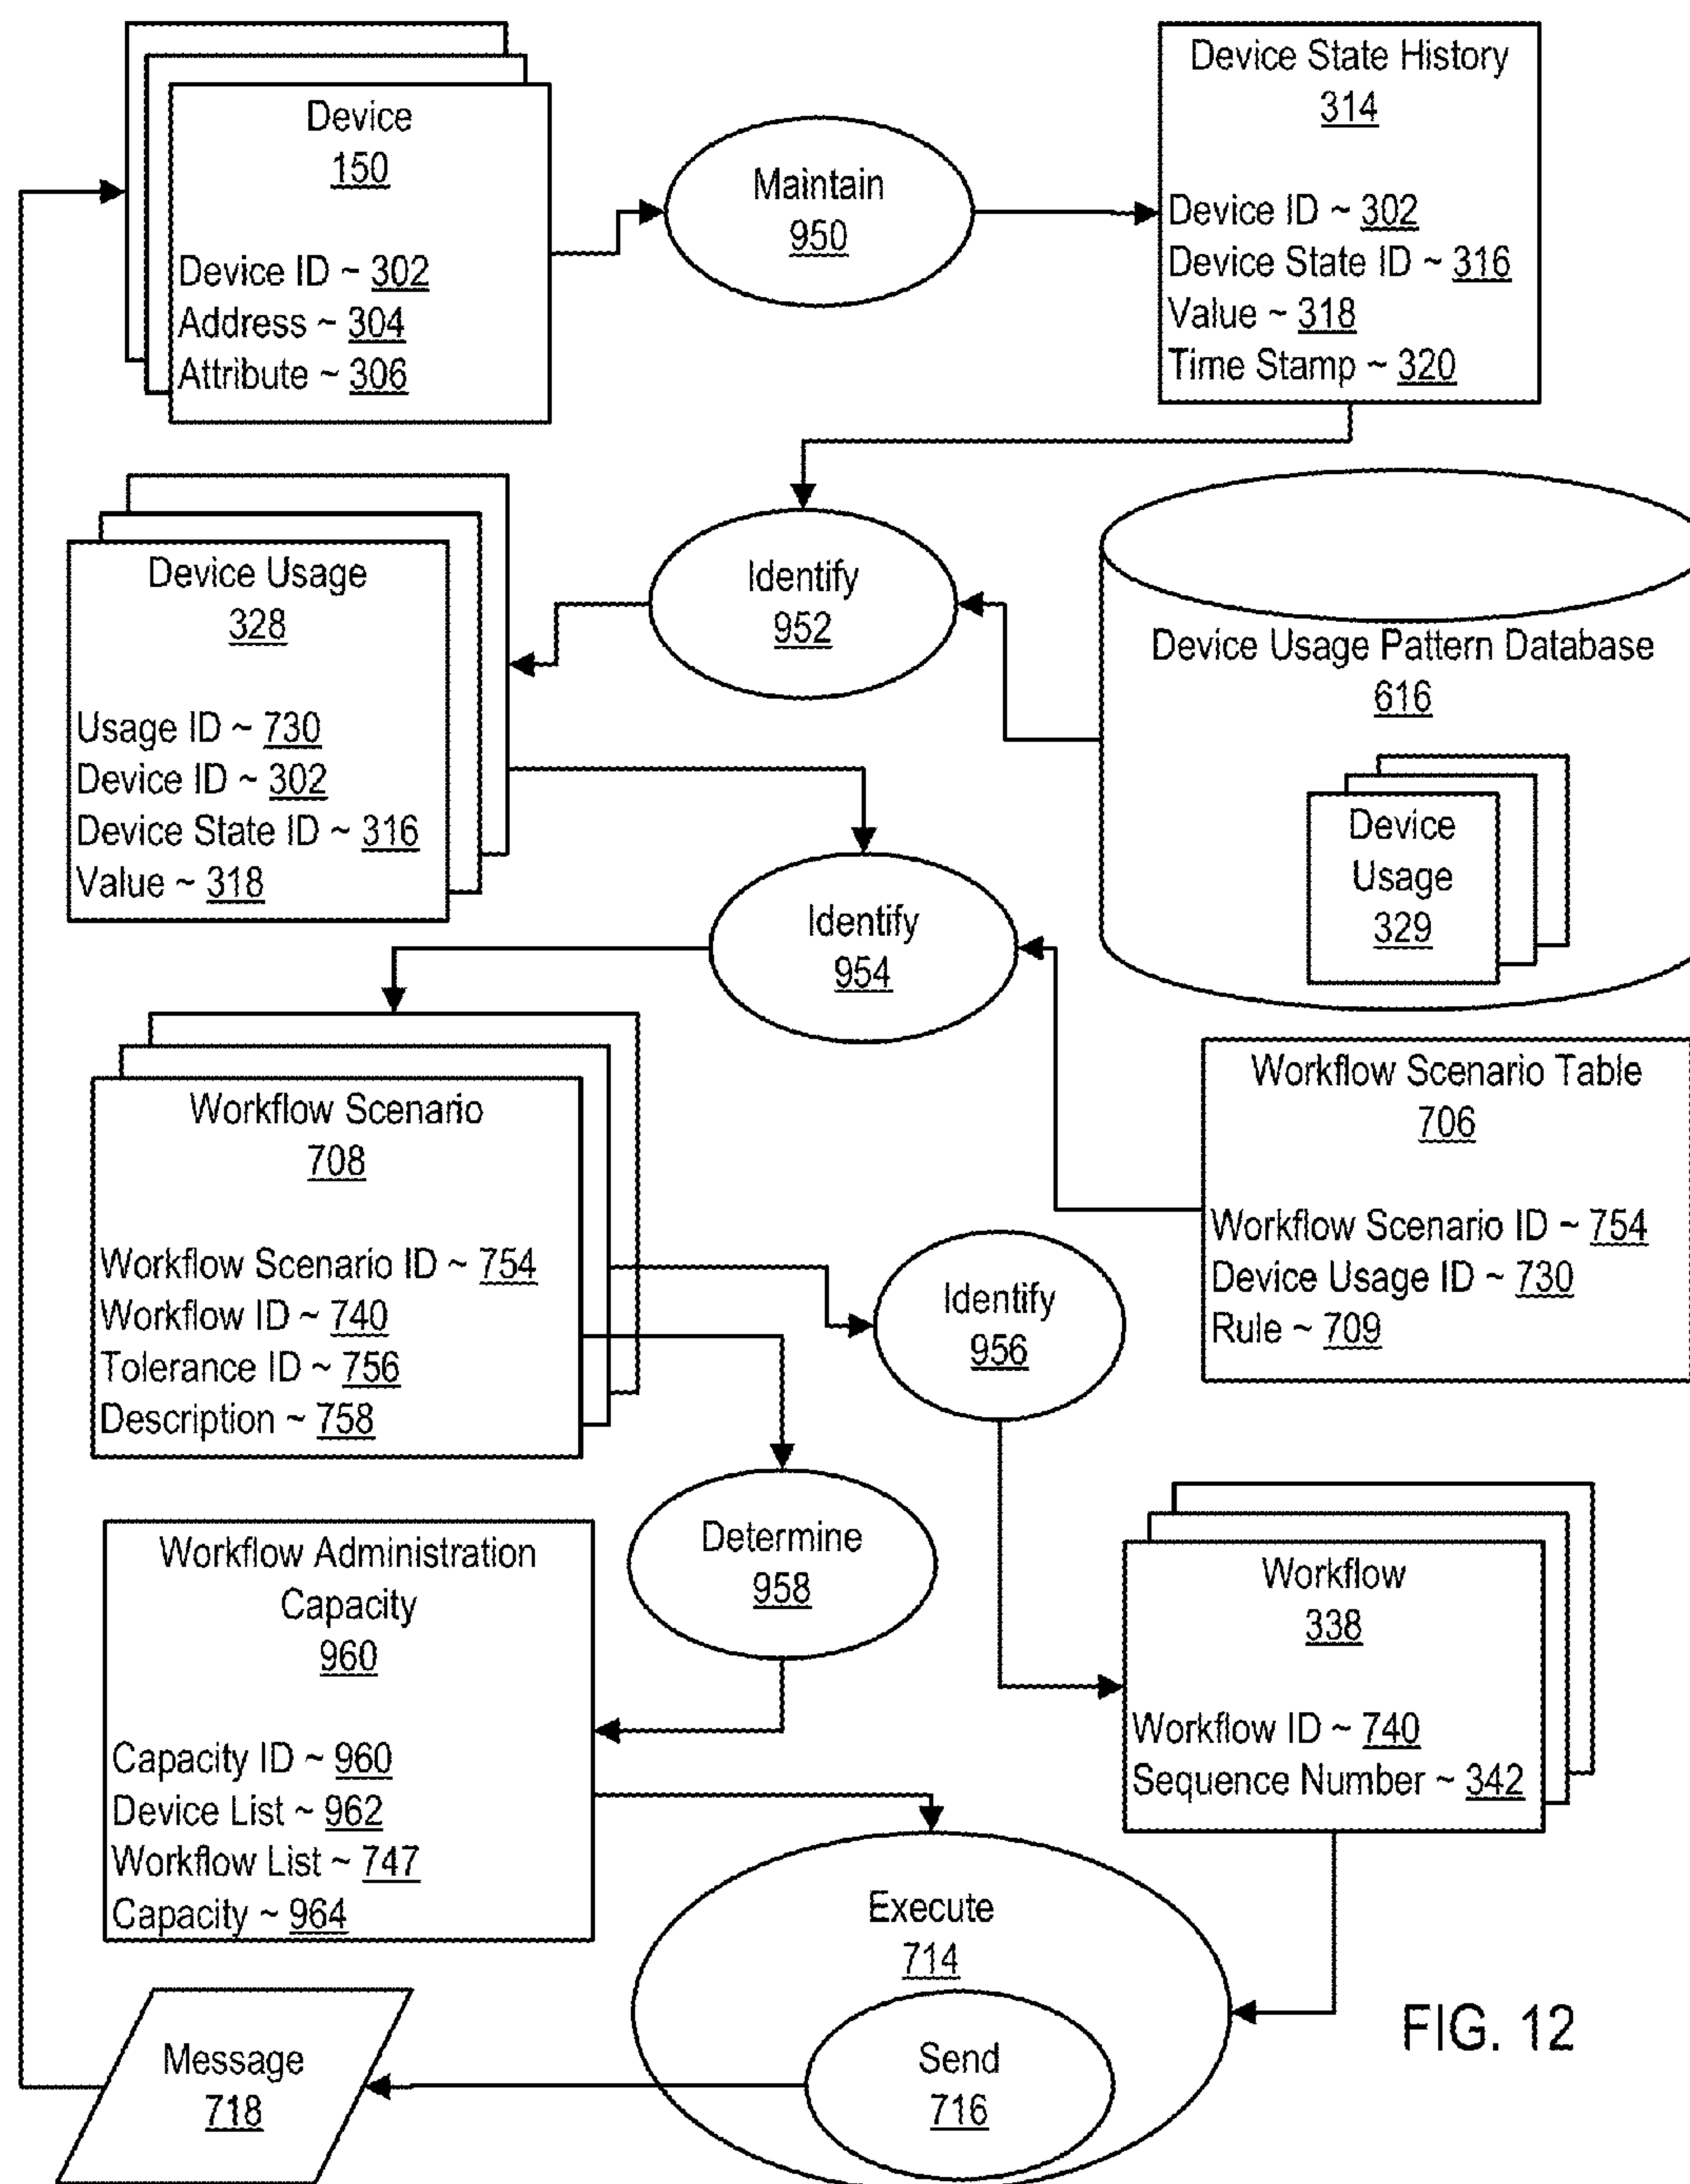 Device
150
Device ID ~ 302
Address ~ 304
Attribute ~ 306
Maintain
950
Device State History
314
Device ID ~ 302
Device State ID ~ 316
Value ~ 318
Time Stamp ~ 320
Device Usage
328
Usage ID ~ 730
Device ID ~ 302
Device State ID ~ 316
Value ~ 318
Identify
952
Device Usage Pattern Database
616
Device
Usage
329
Identify
954
Workflow Scenario
708
Workflow Scenario ID ~ 754
Workflow ID ~ 740
Tolerance ID ~ 756
Description ~ 758
Identify
956
Workflow Scenario Table
706
Workflow Scenario ID ~ 754
Device Usage ID ~ 730
Rule ~ 709
Workflow Administration
Capacity
960
Capacity ID ~ 960
Device List ~ 962
Workflow List ~ 747
Capacity ~ 964
Determine
958
Workflow
338
Workflow ID ~ 740
Sequence Number ~ 342
Execute
714
Send
716
Message
718
FIG. 12